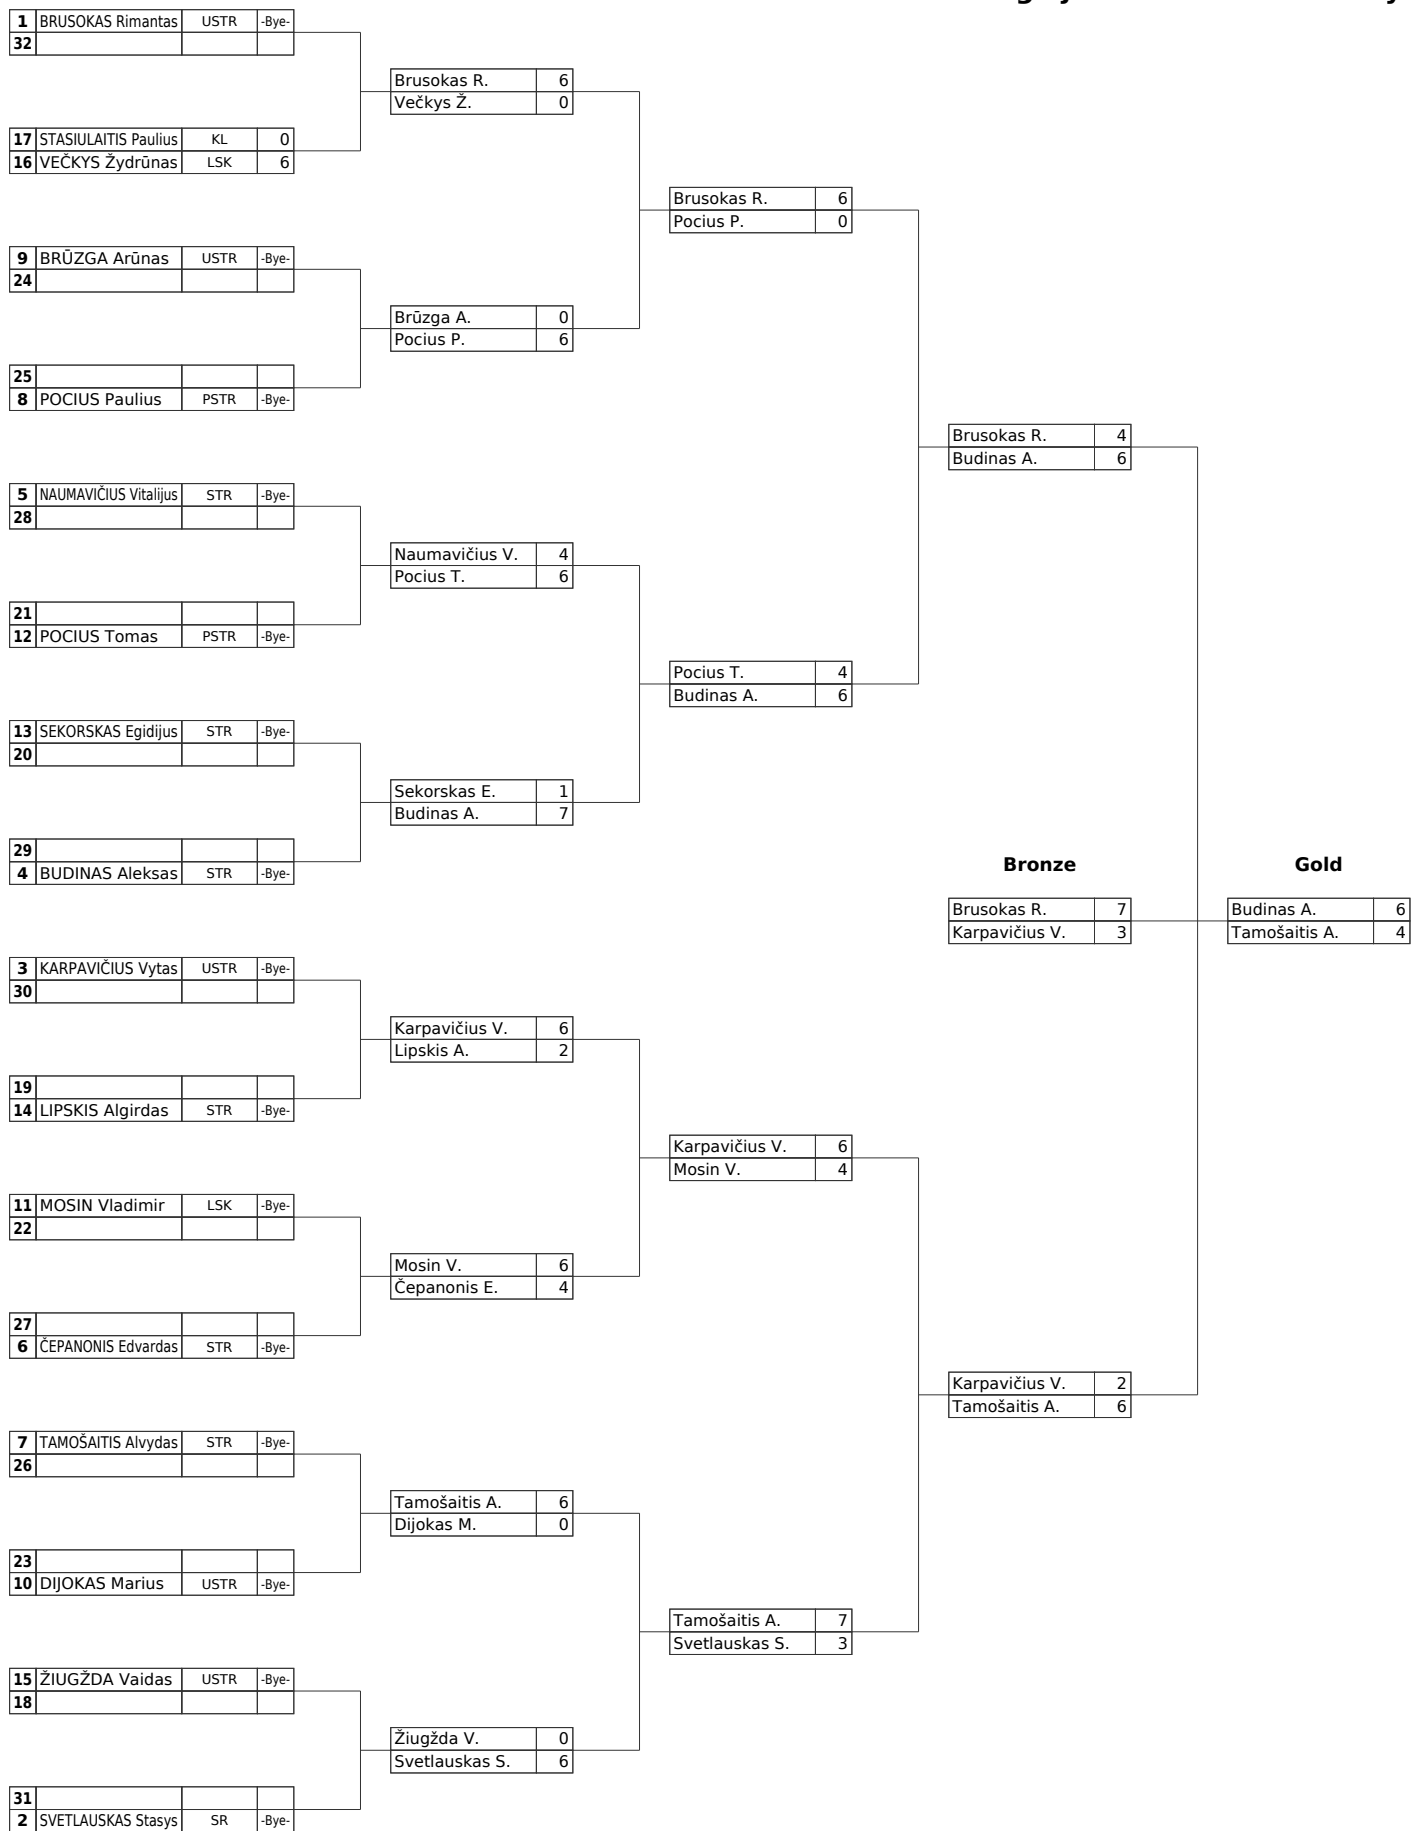 1 BRUSOKAS Rimantas USTR -Bye-
32
Brusokas R. 6
Večkys Ž. 0
17 STASIULAITIS Paulius KL 0
16 VEČKYS Žydrūnas LSK 6
Brusokas R. 6
Pocius P. 0
9 BRŪZGA Arūnas USTR -Bye-
24
Brūzga A. 0
Pocius P. 6
25
8 POCIUS Paulius PSTR -Bye-
Brusokas R. 4
Budinas A. 6
5 NAUMAVIČIUS Vitalijus STR -Bye-
28
Naumavičius V. 4
Pocius T. 6
21
12 POCIUS Tomas PSTR -Bye-
Pocius T. 4
Budinas A. 6
13 SEKORSKAS Egidijus STR -Bye-
20
Sekorskas E. 1
Budinas A. 7
29
4 BUDINAS Aleksas STR -Bye-
Bronze Gold
Brusokas R. 7 Budinas A. 6
Karpavičius V. 3 Tamošaitis A. 4
3 KARPAVIČIUS Vytas USTR -Bye-
30
Karpavičius V. 6
Lipskis A. 2
19
14 LIPSKIS Algirdas STR -Bye-
Karpavičius V. 6
Mosin V. 4
11 MOSIN Vladimir LSK -Bye-
22
Mosin V. 6
Čepanonis E. 4
27
6 ČEPANONIS Edvardas STR -Bye-
Karpavičius V. 2
Tamošaitis A. 6
7 TAMOŠAITIS Alvydas STR -Bye-
26
Tamošaitis A. 6
Dijokas M. 0
23
10 DIJOKAS Marius USTR -Bye-
Tamošaitis A. 7
Svetlauskas S. 3
15 ŽIUGŽDA Vaidas USTR -Bye-
18
Žiugžda V. 0
Svetlauskas S. 6
31
2 SVETLAUSKAS Stasys SR -Bye-